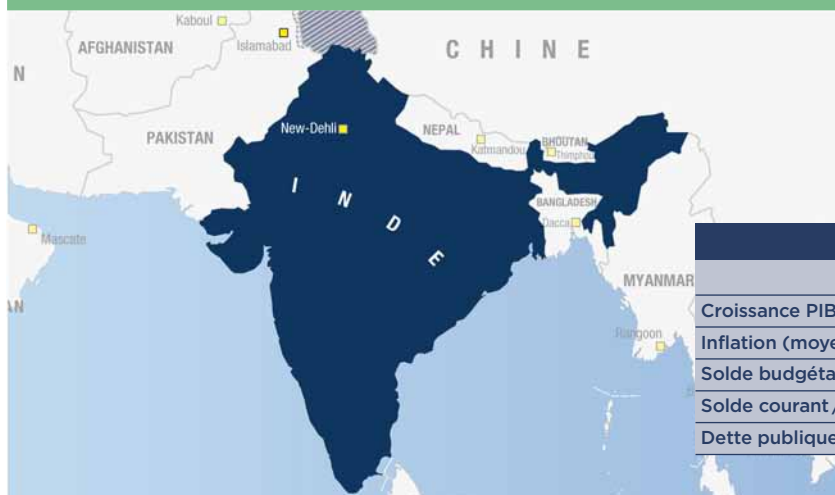 Kaboul
AFGHANISTAN
Islamabad
C H I N E
N
PAKISTAN
New-Dehli
NEPAL
Katmandou
BHOUTAN
Thimphou
I N D E
BANGLADESH
Dacca
Mascate
MYANMAR
AN
Rangoon
Croissance PIB
Inflation (moye
Solde budgéta
Solde courant /
Dette publique